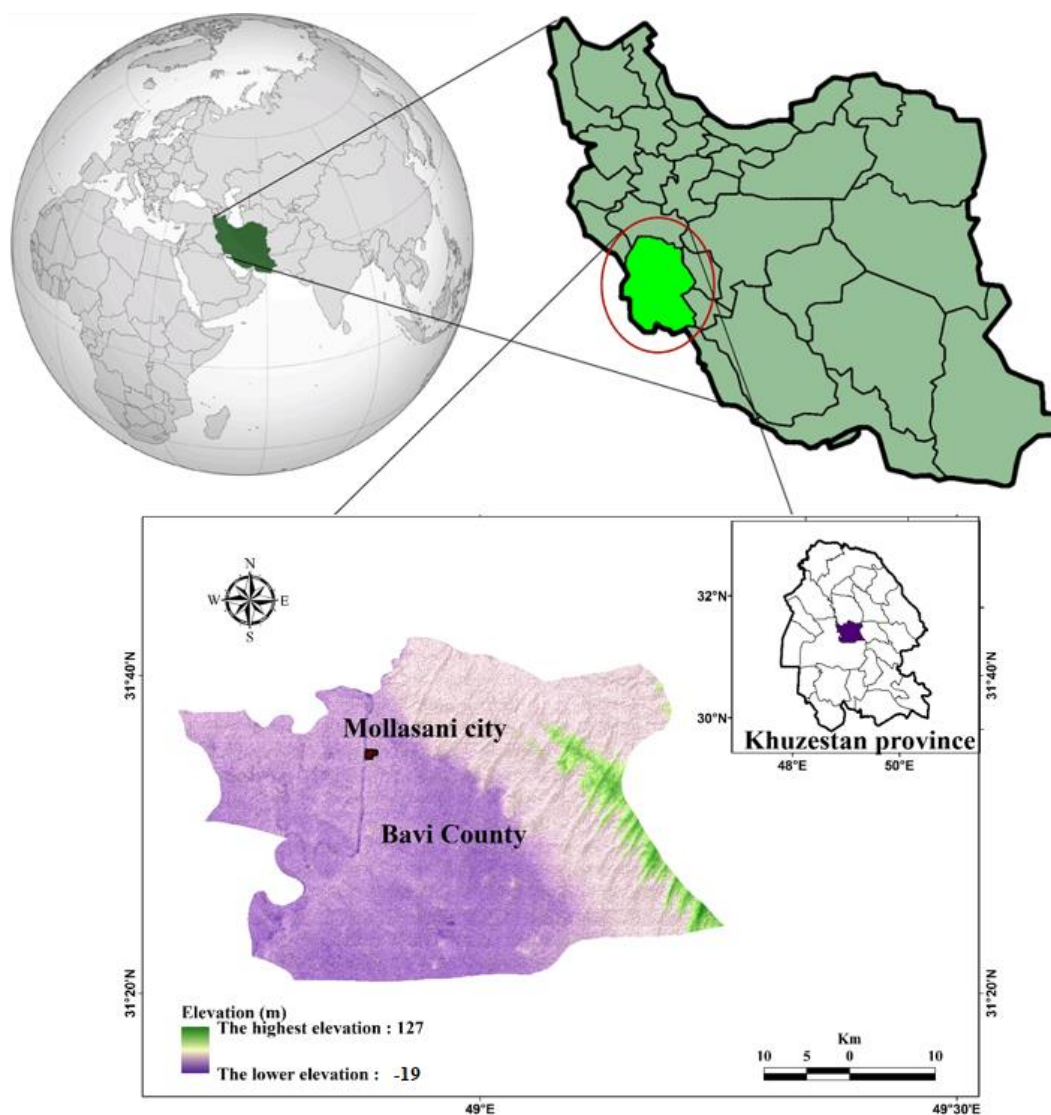 N
W E
S
32°N
30°N
Khuzestan province
48°E 50°E
31°40'N
31°40'N
Mollasani city
Bavi County
31°20'N
31°20'N
Elevation (m)
The highest elevation : 127
The lower elevation : -19
Km
10 5 0 10
49°E
49°30'E